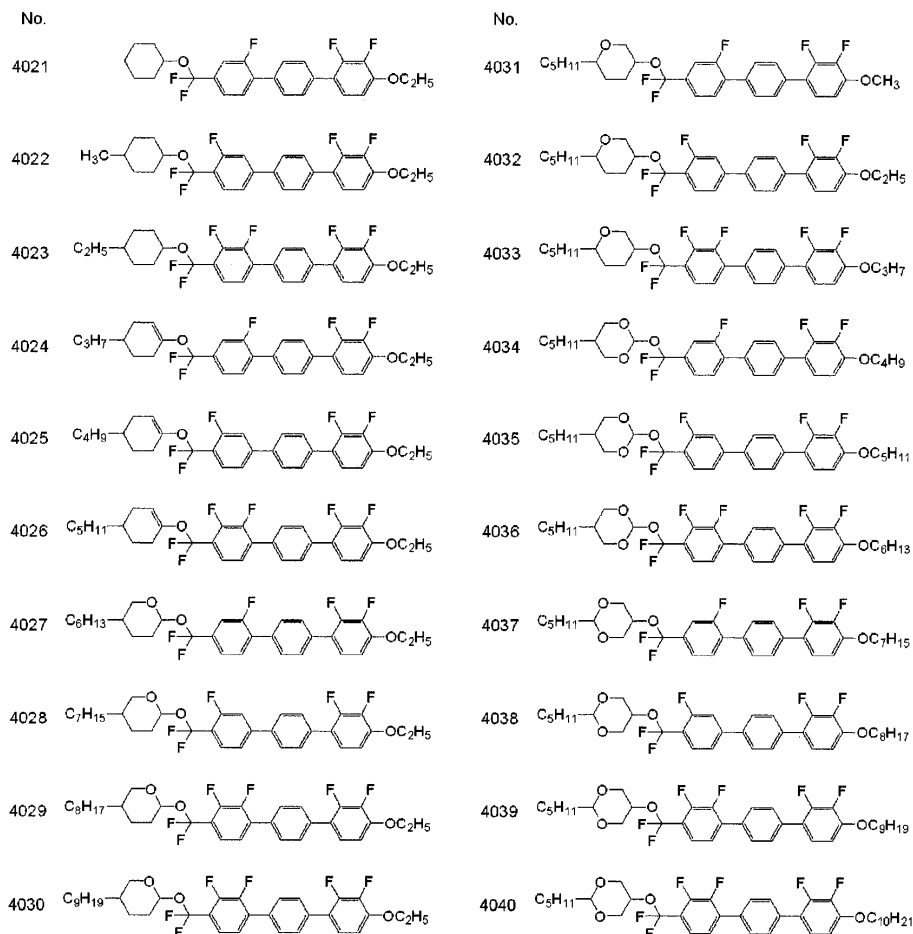 No.
F F F
4021 O
F OC2H5
F
F F F
4022 H3C O
F OC2H5
F
F F F F
4023 C2H5 O
F OC2H5
F
F F F
4024 C3H7 O
F OC2H5
F
F F F
4025 C4H9 O
F OC2H5
F
F F F F
4026 C5H11 O
F OC2H5
F
O F F F
4027 C6H13 O
F OC2H5
F
O F F F
4028 C7H15 O
F OC2H5
F
O F F F F
4029 C8H17 O
F OC2H5
F
O F F F F
4030 C9H19 O
F OC2H5
F
No.
O F F F
4031 C5H11 O
F OCH3
F
O F F F
4032 C5H11 O
F OC2H5
F
O F F F F
4033 C5H11 O
F OC3H7
F
O F F F
4034 C5H11 O O
F OC4H9
F
O F F F
4035 C5H11 O O
F OC5H11
F
O F F F F
4036 C5H11 O O
F OC6H13
F
O F F F
4037 C5H11 O O
F OC7H15
F
O F F F
4038 C5H11 O O
F OC8H17
F
O F F F F
4039 C5H11 O O
F OC9H19
F
O F F F F
4040 C5H11 O O
F OC10H21
F